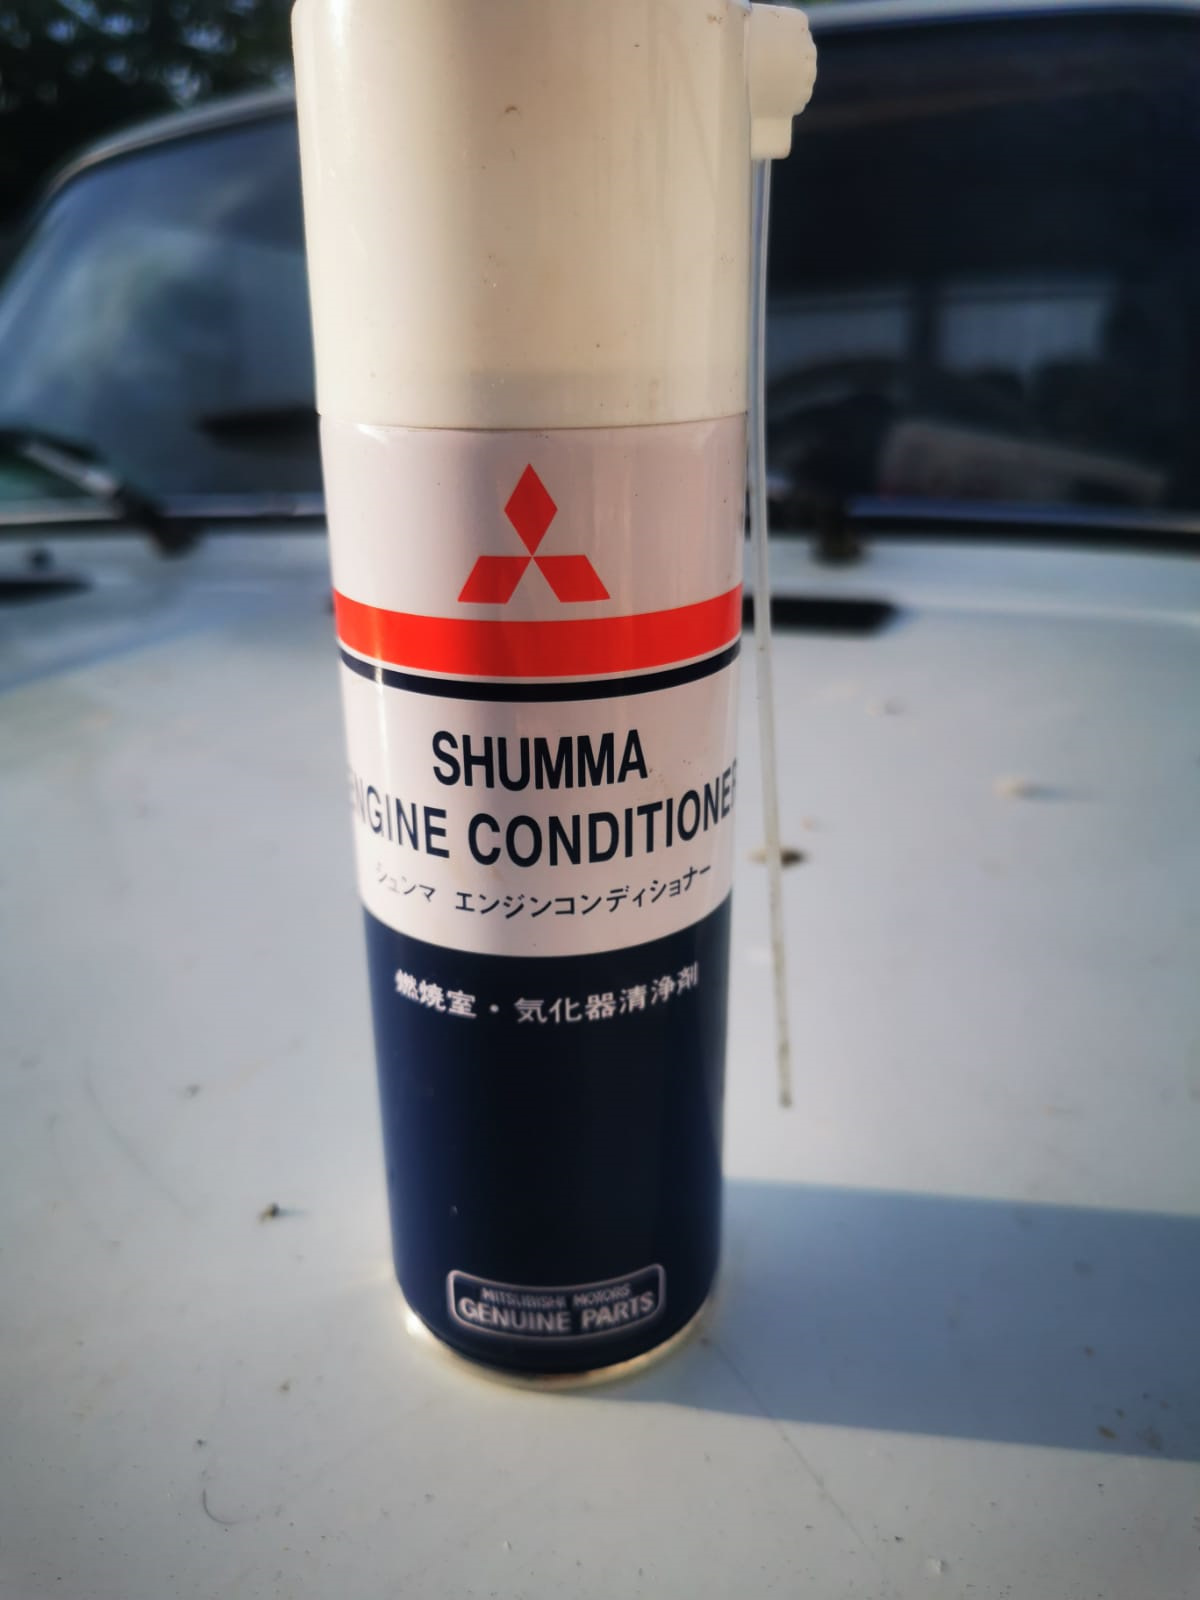 SHUMMA
ENGINE CONDITIONER
シュンマ エンジンコンディショナー
燃焼室・気化器清浄剤
MITSUBISHI MOTORS
GENUINE PARTS